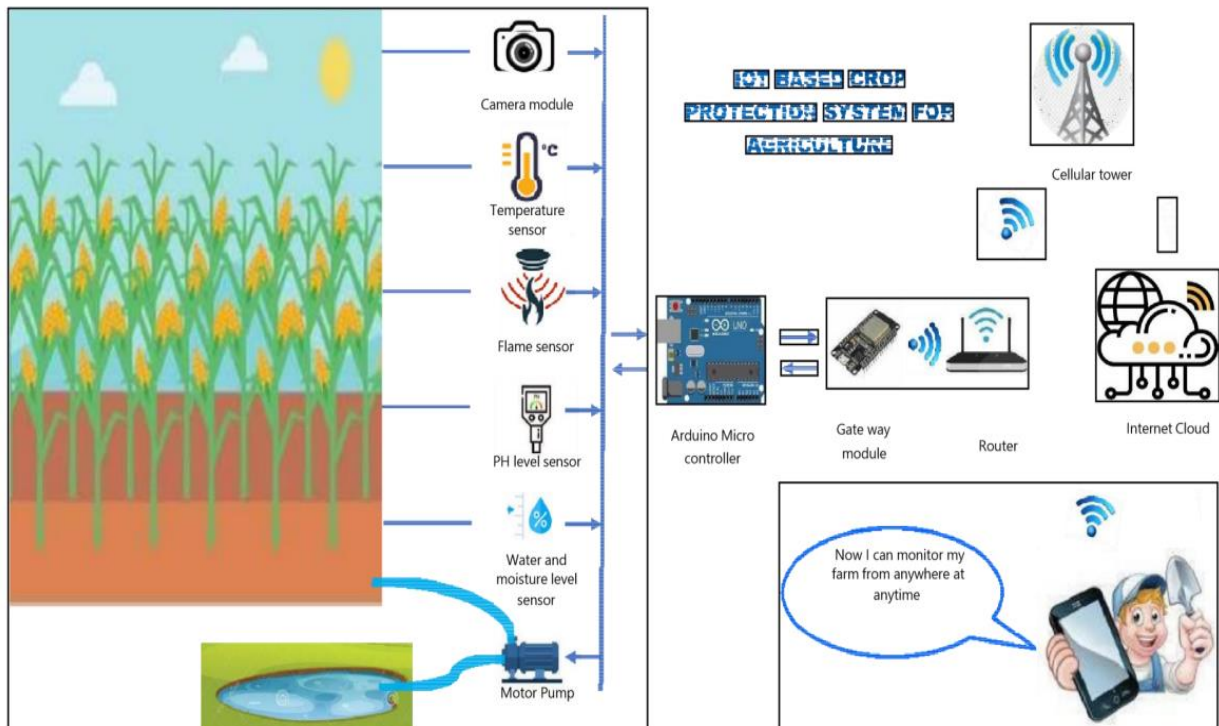 Camera module
°C
Temperature
sensor
Flame sensor
PH level sensor
%
Water and
moisture level
sensor
Motor Pump
IOT BASED CROP
PROTECTION SYSTEM FOR
AGRICULTURE
Cellular tower
UNO
Arduino Micro
controller
Gate way
module
Router
Internet Cloud
Now I can monitor my
farm from anywhere at
anytime